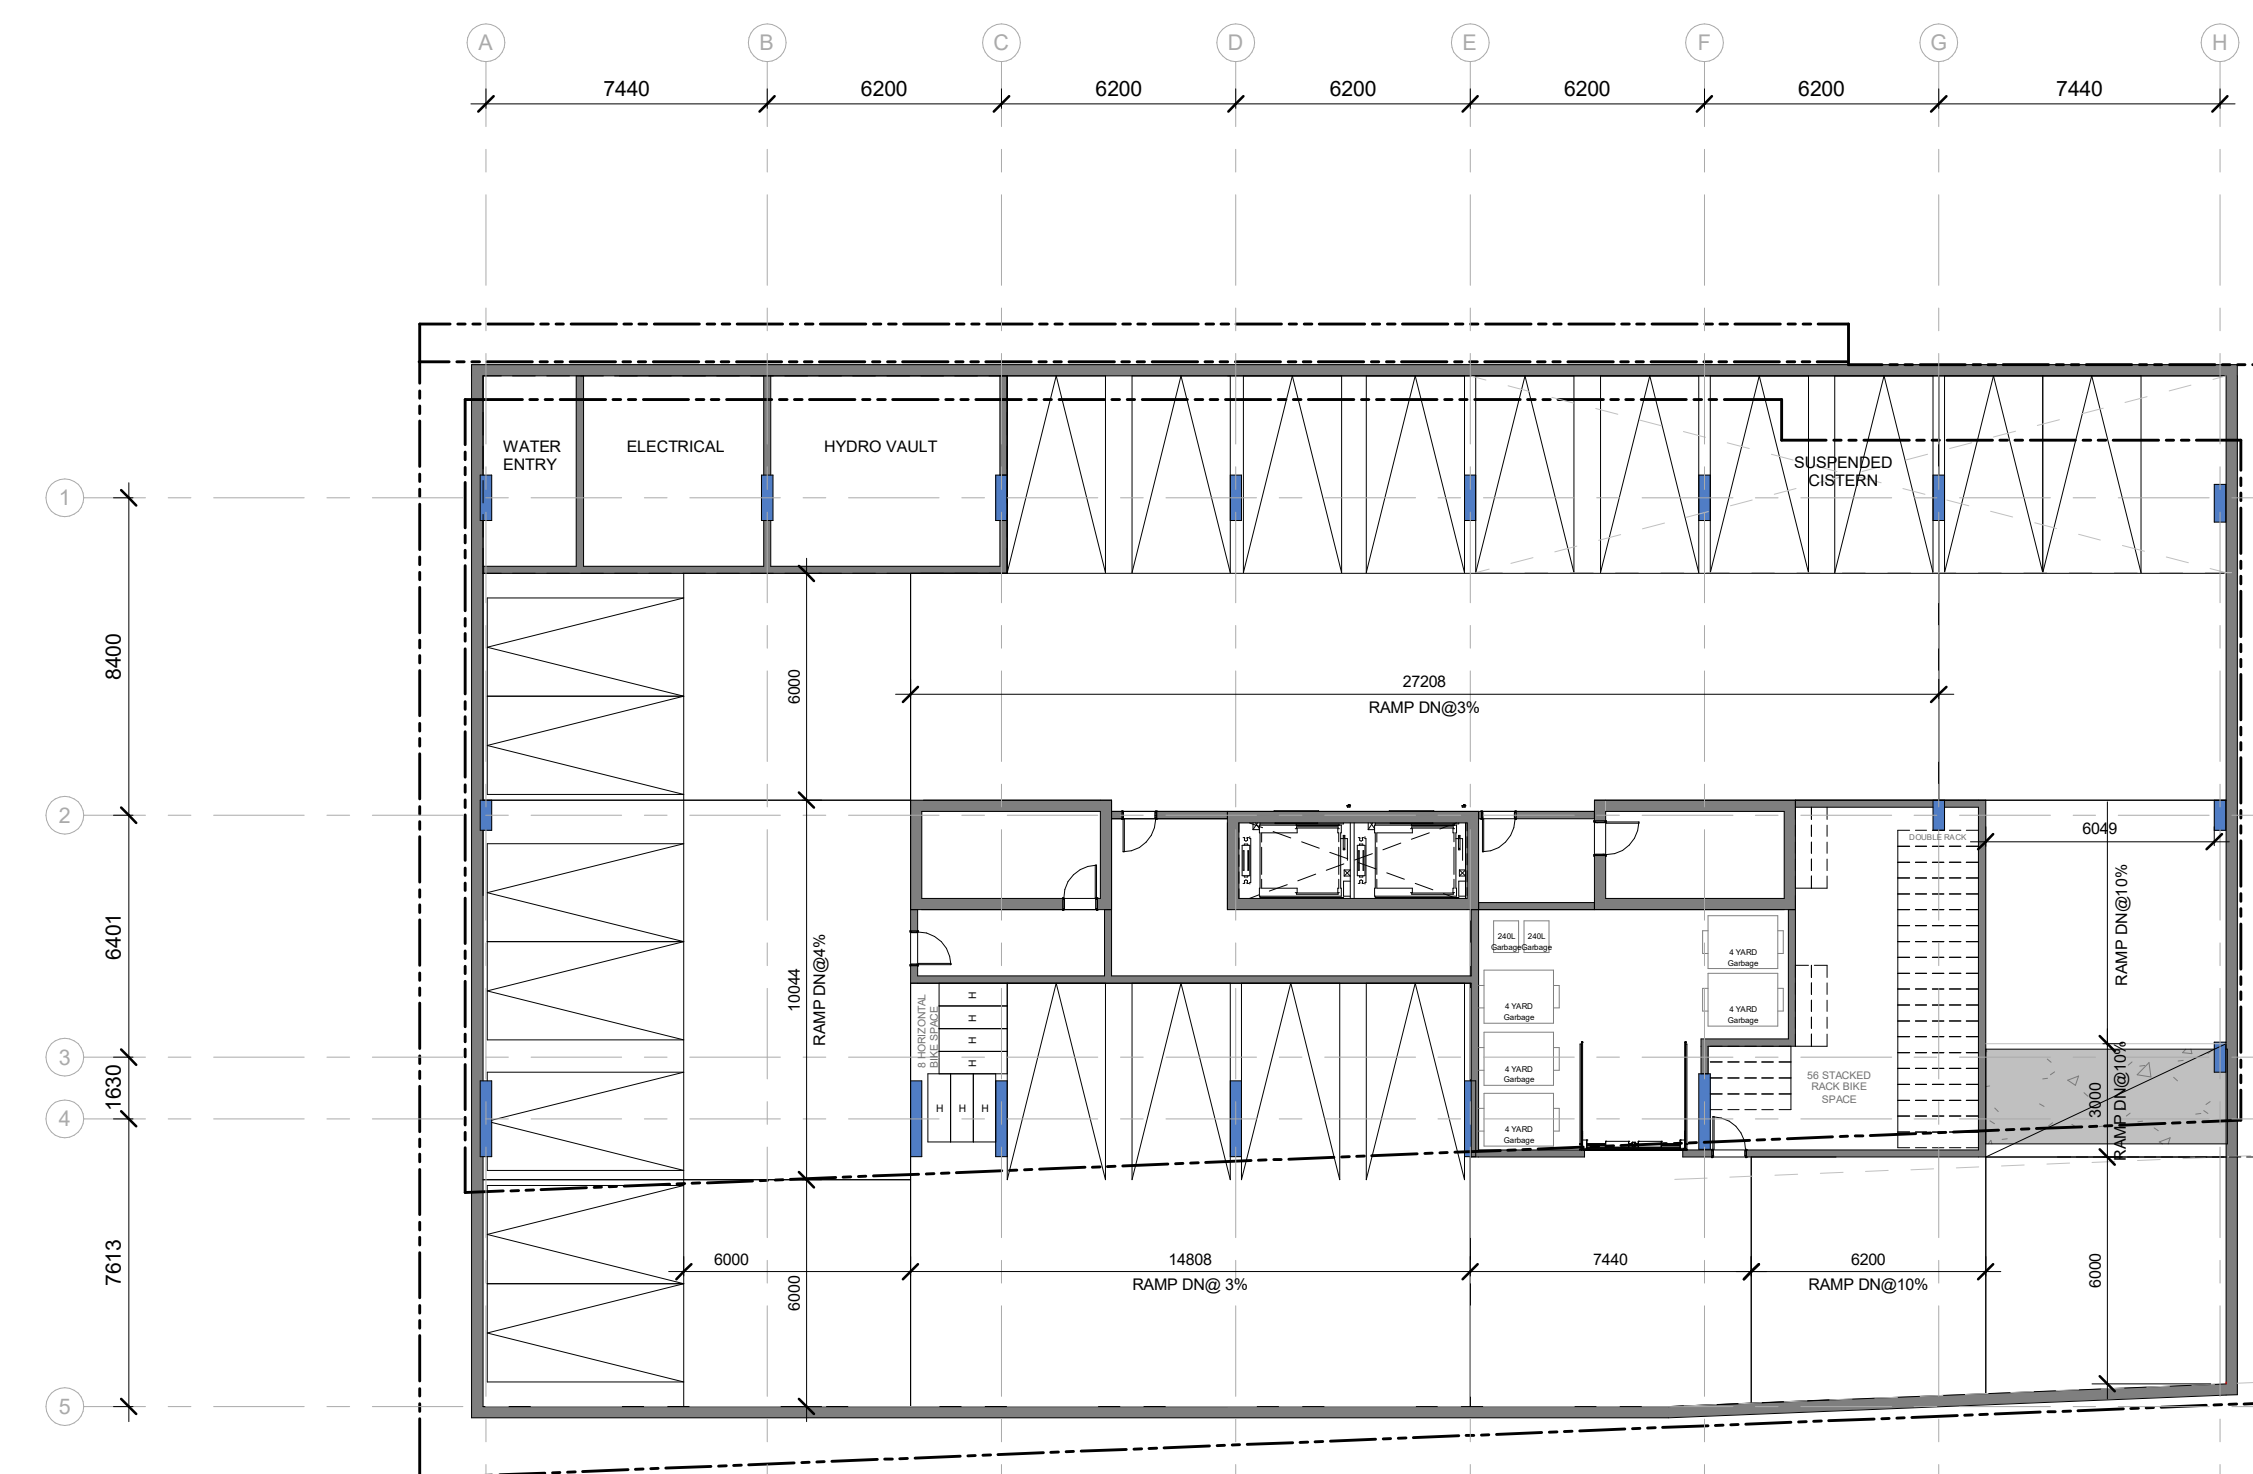 A
B
C
D
E
F
G
H
7440
6200
6200
6200
6200
6200
7440
WATER
ENTRY
ELECTRICAL
HYDRO VAULT
SUSPENDED
CISTERN
1
8400
6000
27208
RAMP DN@3%
2
DOUBLE RACK
6049
6401
10044
RAMP DN@4%
RAMP DN@10%
240L
Garbage
240L
Garbage
4 YARD
Garbage
4 YARD
Garbage
4 YARD
Garbage
4 YARD
Garbage
4 YARD
Garbage
8 HORIZONTAL
BIKE SPACE
H
H
H
H
H
H
H
3
1630
4
56 STACKED
RACK BIKE
SPACE
3000
RAMP DN@10%
7613
6000
6000
14808
RAMP DN@ 3%
7440
6200
RAMP DN@10%
6000
5